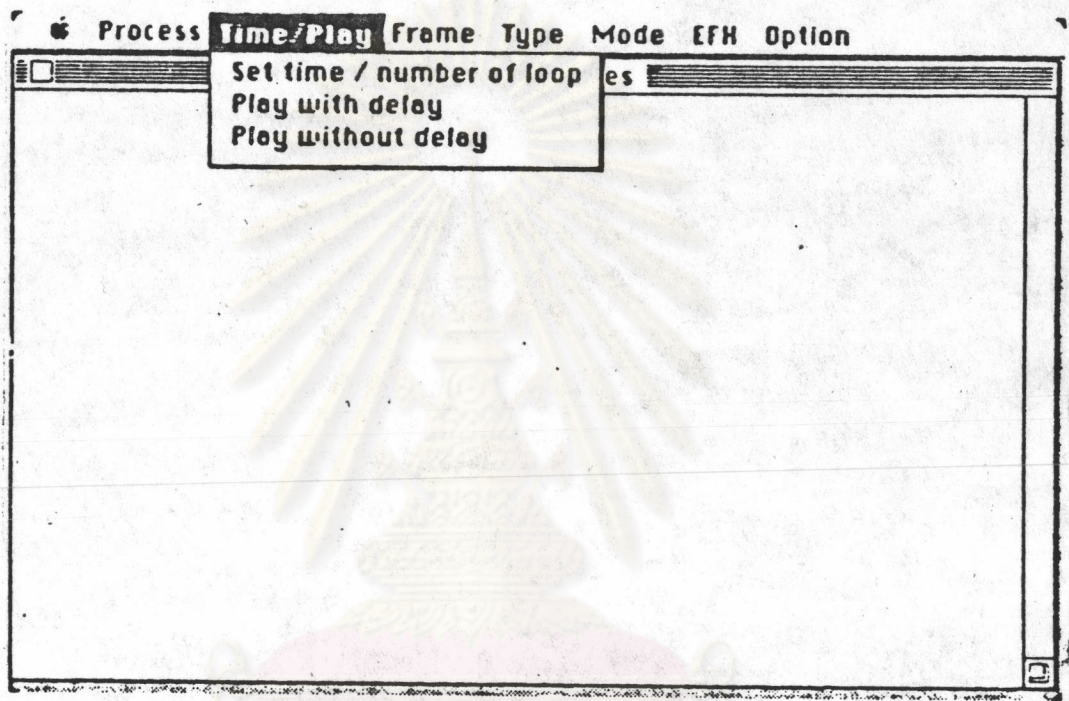 Process Time/Play Frame Type Mode EFX Option
es
Set time / number of loop
Play with delay
Play without delay